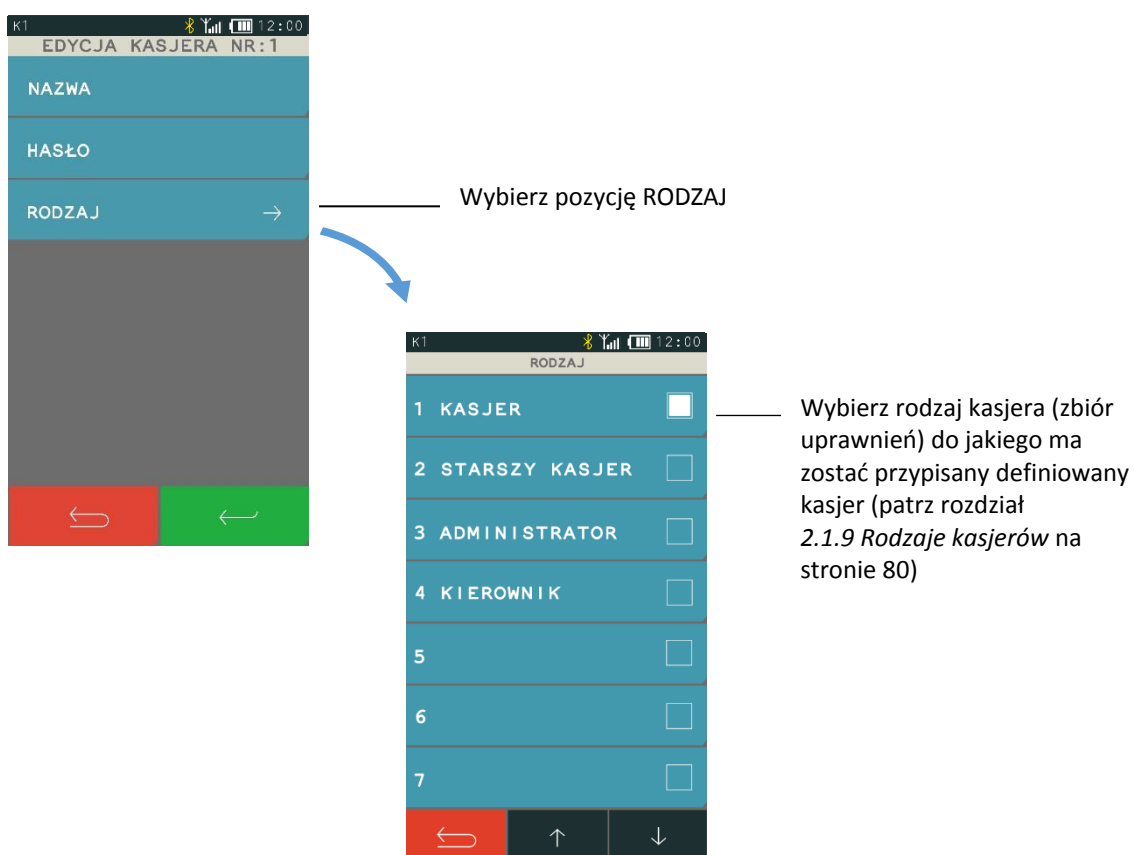 K1 12:00
EDYCJA KASJERA NR:1
NAZWA
HASŁO
RODZAJ
Wybierz pozycję RODZAJ
K1 12:00
RODZAJ
1 KASJER
2 STARSZY KASJER
3 ADMINISTRATOR
4 KIEROWNIK
5
6
7
Wybierz rodzaj kasjera (zbiór
uprawnień) do jakiego ma
zostać przypisany definiowany
kasjer (patrz rozdział
2.1.9 Rodzaje kasjerów na
stronie 80)